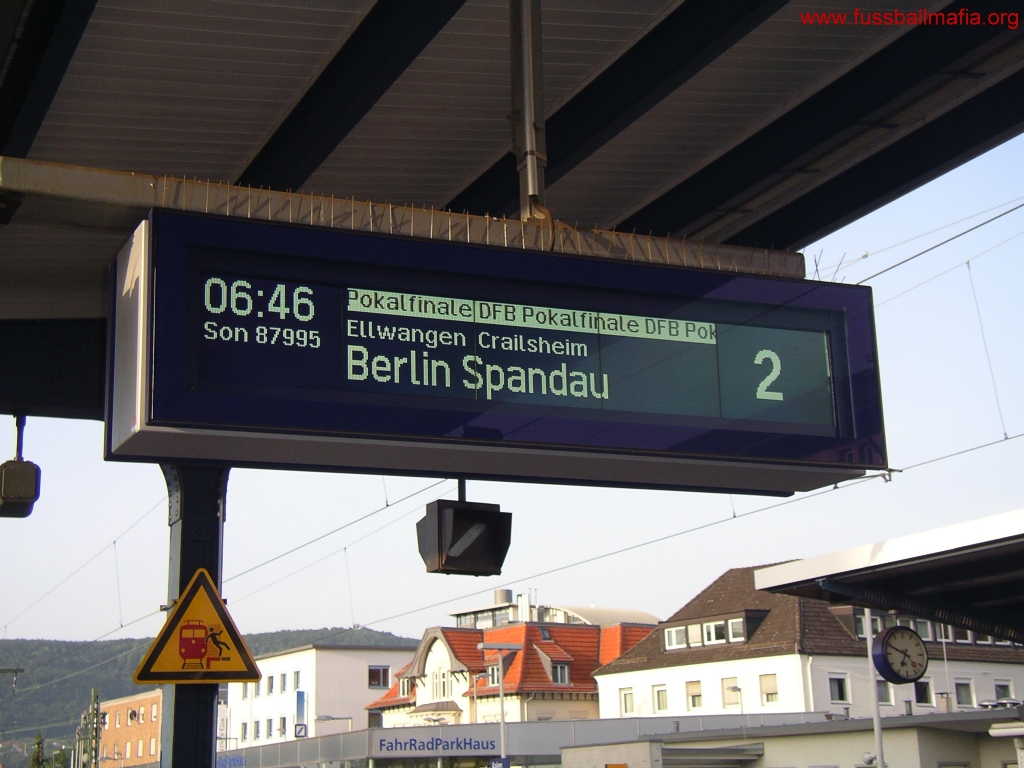 www.fussballmafia.org
06:46
Pokalfinale DFB Pokalfinale DFB Pok
Son 87995
Ellwangen Crailsheim
Berlin Spandau
2
FahrRadParkHaus